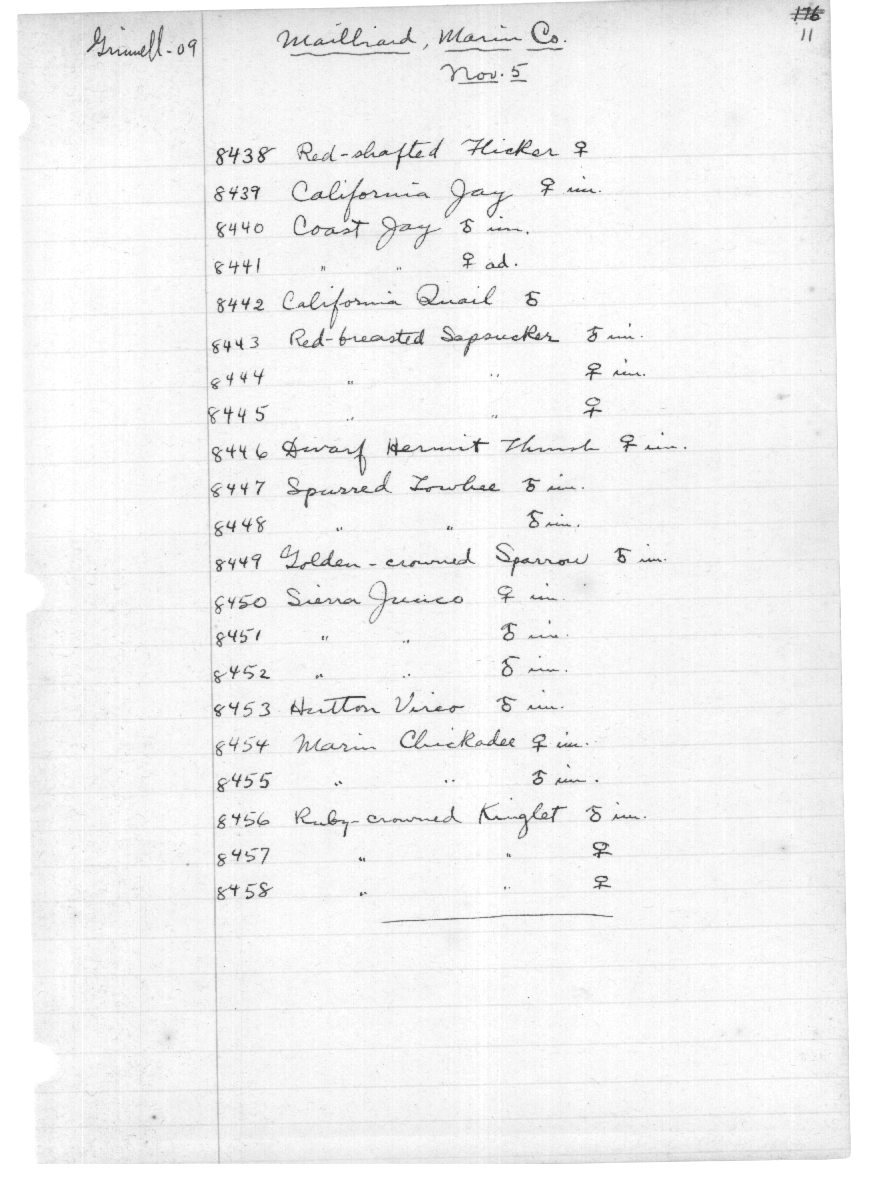 176
11
Grinnell-09
Mailliard, Marin Co.
Nov. 5
8438 Red-shafted Flicker ♀
8439 California Jay ♀ im.
8440 Coast Jay ♂ im.
8441 " " ♀ ad.
8442 California Quail ♂
8443 Red-breasted Sapsucker ♂ im.
8444 " " ♀ im.
8445 " " ♀
8446 Dwarf Hermit Thrush ♀ im.
8447 Spurred Towhee ♂ im.
8448 " " ♂ im.
8449 Golden-crowned Sparrow ♂ im.
8450 Sierra Junco ♀ im.
8451 " " ♂ im.
8452 " " ♂ im.
8453 Hutton Vireo ♂ im.
8454 Marin Chickadee ♀ im.
8455 " " ♂ im.
8456 Ruby-crowned Kinglet ♂ im.
8457 " " ♀
8458 " " ♀